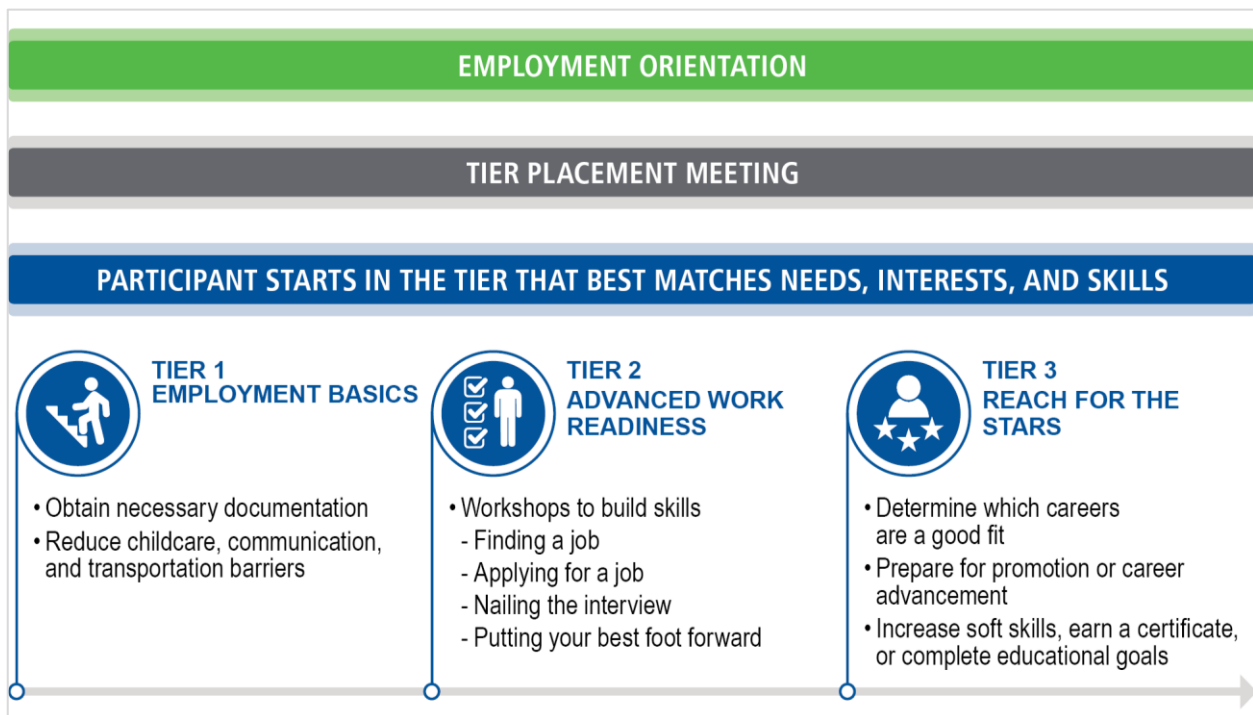 EMPLOYMENT ORIENTATION
TIER PLACEMENT MEETING
PARTICIPANT STARTS IN THE TIER THAT BEST MATCHES NEEDS, INTERESTS, AND SKILLS
TIER 1
EMPLOYMENT BASICS
• Obtain necessary documentation
• Reduce childcare, communication,
and transportation barriers
TIER 2
ADVANCED WORK
READINESS
• Workshops to build skills
- Finding a job
- Applying for a job
- Nailing the interview
- Putting your best foot forward
TIER 3
REACH FOR THE
STARS
• Determine which careers
are a good fit
• Prepare for promotion or career
advancement
• Increase soft skills, earn a certificate,
or complete educational goals